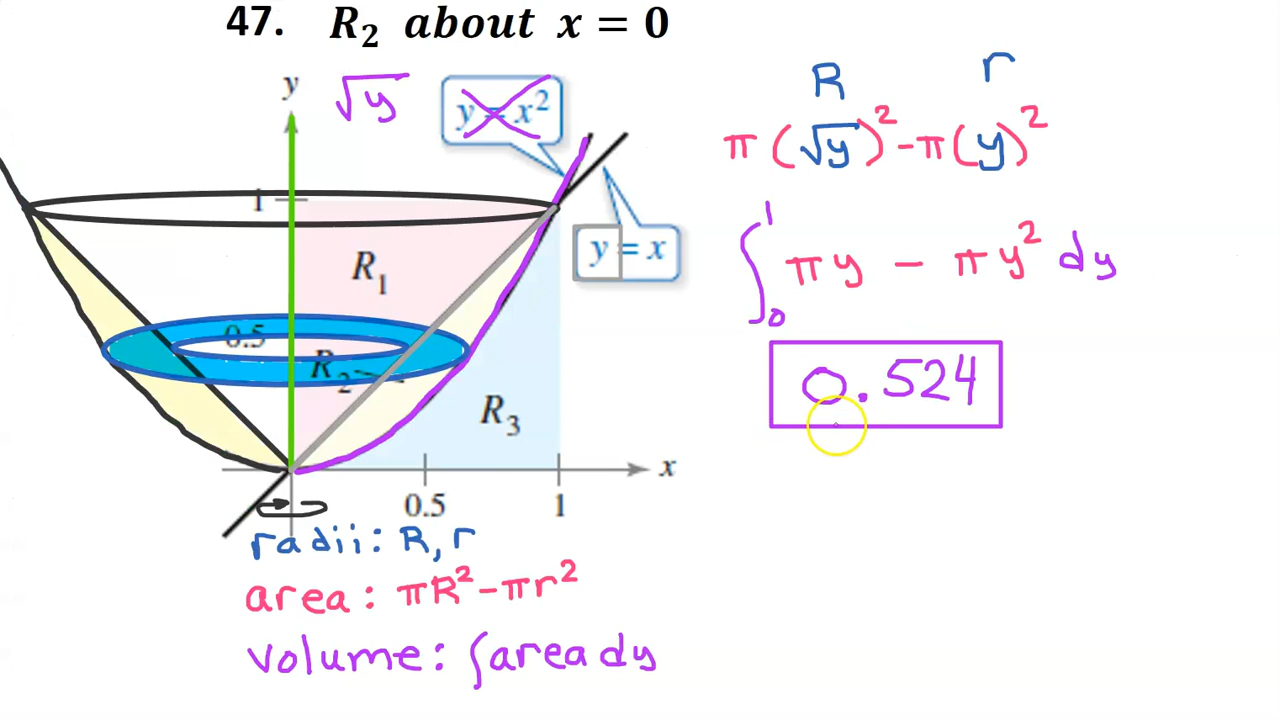 47. R₂ about x = 0
y
√y
y = x²
R r
π(√y)² - π(y)²
1
y = x
R₁
∫₀¹ πy - πy² dy
0.5
R₂
0.524
R₃
x
0.5 1
radii: R, r
area: πR² - πr²
volume: ∫area dy